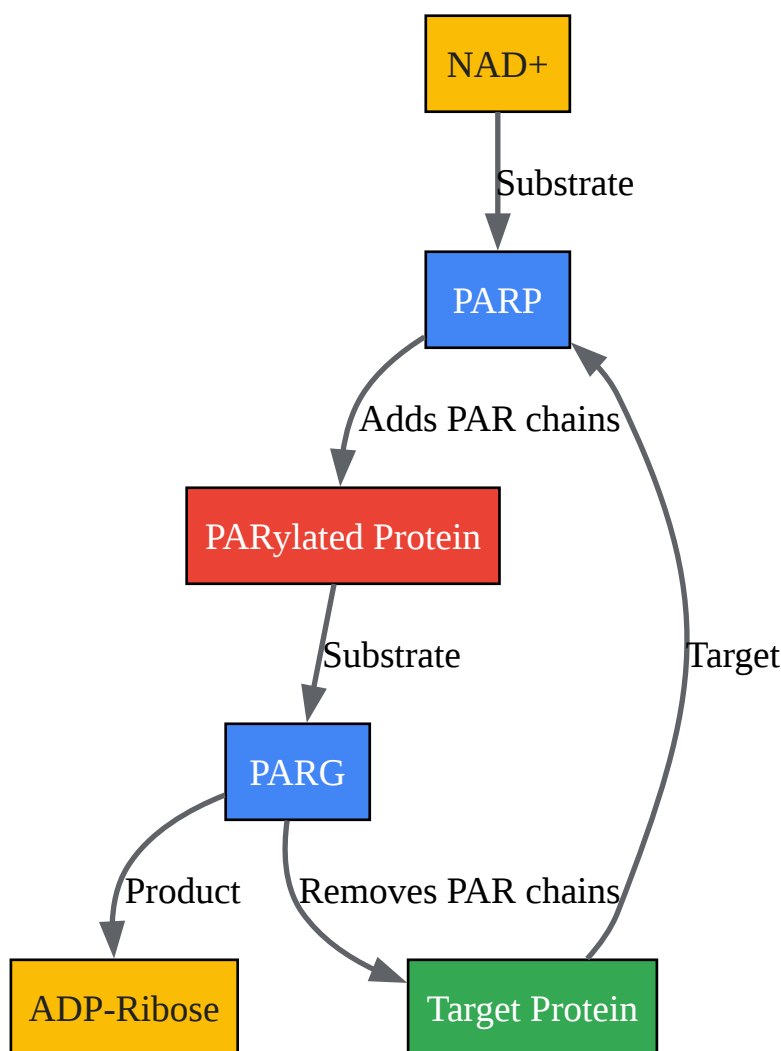 NAD+
Substrate
PARP
Adds PAR chains
PARylated Protein
Substrate
Target
PARG
Product
Removes PAR chains
ADP-Ribose
Target Protein